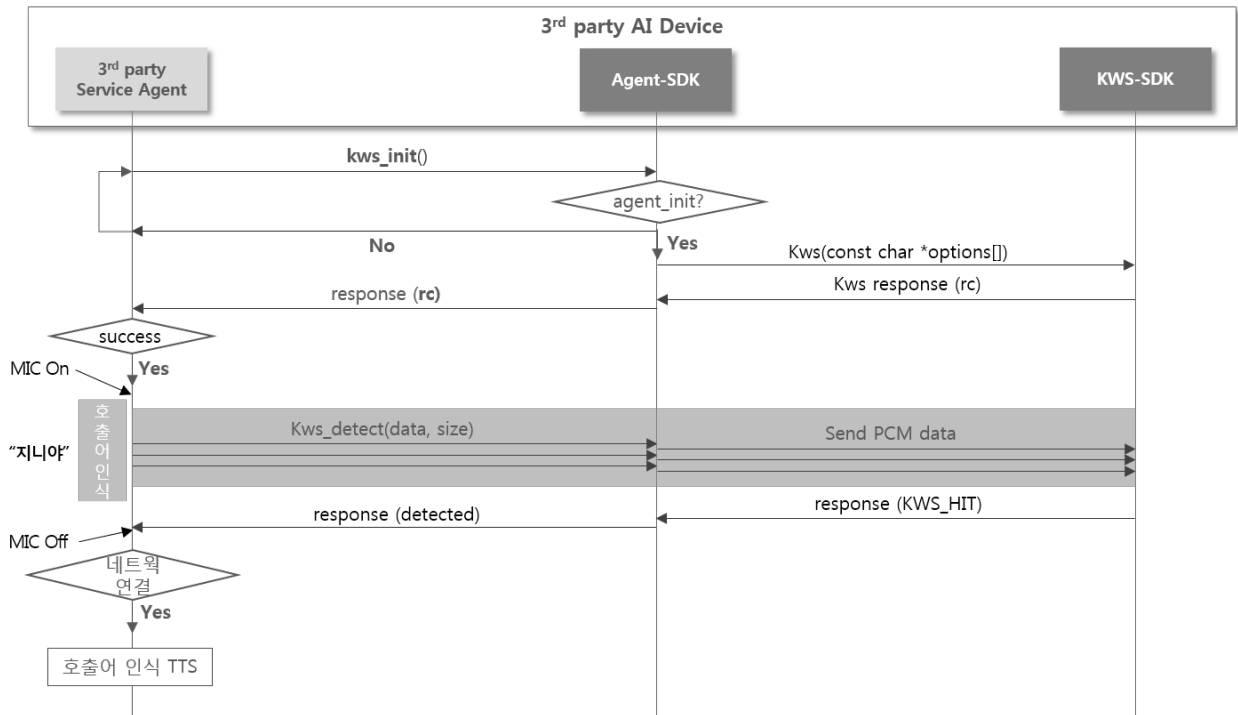 3rd party AI Device
3rd party
Service Agent
Agent-SDK
KWS-SDK
kws_init()
agent_init?
No
Yes
Kws(const char *options[])
Kws response (rc)
response (rc)
success
MIC On
Yes
호출어인식
Kws_detect(data, size)
Send PCM data
“지니야”
response (KWS_HIT)
response (detected)
MIC Off
네트웍
연결
Yes
호출어 인식 TTS